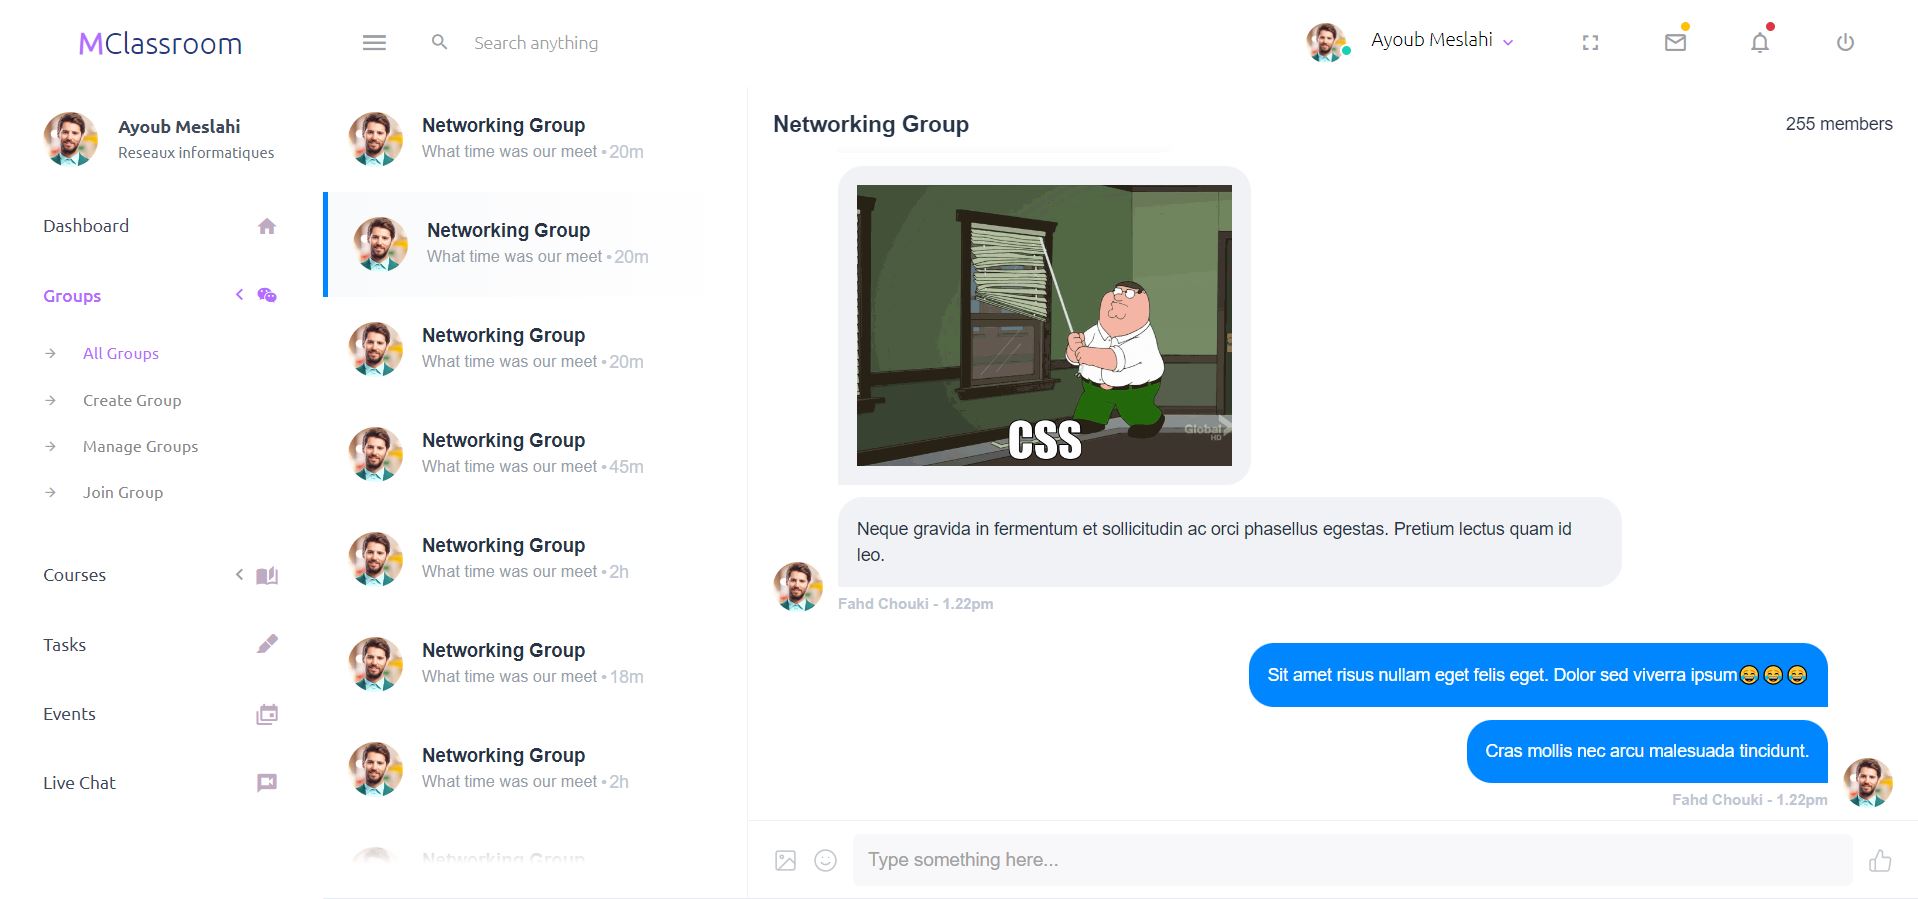 MClassroom
Search anything
Ayoub Meslahi
Ayoub Meslahi
Reseaux informatiques
Dashboard
Groups
All Groups
Create Group
Manage Groups
Join Group
Courses
Tasks
Events
Live Chat
Networking Group
What time was our meet • 20m
Networking Group
What time was our meet • 20m
Networking Group
What time was our meet • 20m
Networking Group
What time was our meet • 45m
Networking Group
What time was our meet • 2h
Networking Group
What time was our meet • 18m
Networking Group
What time was our meet • 2h
Networking Group
Networking Group
255 members
CSS
Global
HD
Neque gravida in fermentum et sollicitudin ac orci phasellus egestas. Pretium lectus quam id
leo.
Fahd Chouki - 1.22pm
Sit amet risus nullam eget felis eget. Dolor sed viverra ipsum😂😂😂
Cras mollis nec arcu malesuada tincidunt.
Fahd Chouki - 1.22pm
Type something here...